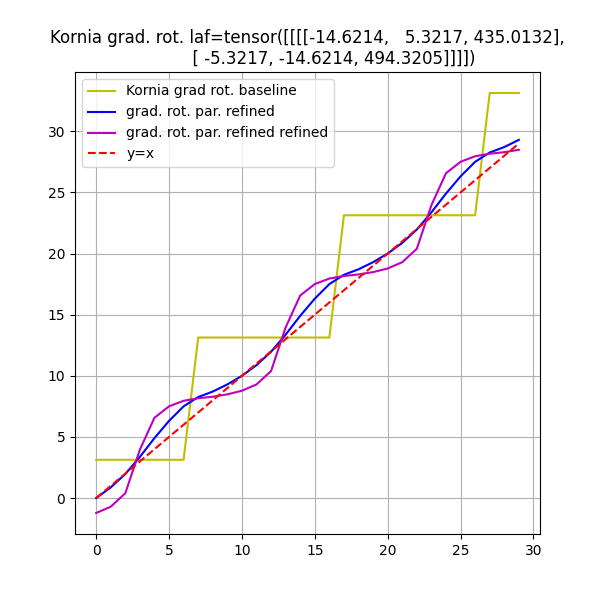 Kornia grad. rot. laf=tensor([[[[-14.6214, 5.3217, 435.0132],
[ -5.3217, -14.6214, 494.3205]]]])
Kornia grad rot. baseline
grad. rot. par. refined
grad. rot. par. refined refined
y=x
30
25
20
15
10
5
0
0 5 10 15 20 25 30